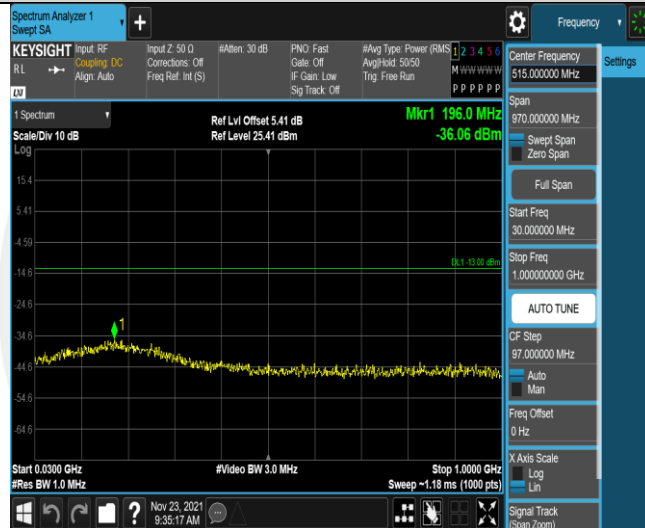 Spectrum Analyzer 1
Swept SA
+
Frequency
KEYSIGHT
RL
LXI
Input: RF
Coupling: DC
Align: Auto
Input Z: 50 Ω
Corrections: Off
Freq Ref: Int (S)
#Atten: 30 dB
PNO: Fast
Gate: Off
IF Gain: Low
Sig Track: Off
#Avg Type: Power (RMS
Avg|Hold: 50/50
Trig: Free Run
1 2 3 4 5 6
M W W W W W
P P P P P P
Settings
1 Spectrum
Scale/Div 10 dB
Log
Ref Lvl Offset 5.41 dB
Ref Level 25.41 dBm
Mkr1 196.0 MHz
-36.06 dBm
15.4
5.41
-4.59
-14.6
-24.6
-34.6
-44.6
-54.6
-64.6
DL1 -13.00 dBm
1
Start 0.0300 GHz
#Res BW 1.0 MHz
#Video BW 3.0 MHz
Stop 1.0000 GHz
Sweep ~1.18 ms (1000 pts)
Center Frequency
515.000000 MHz
Span
970.000000 MHz
Swept Span
Zero Span
Full Span
Start Freq
30.000000 MHz
Stop Freq
1.000000000 GHz
AUTO TUNE
CF Step
97.000000 MHz
Auto
Man
Freq Offset
0 Hz
X Axis Scale
Log
Lin
Signal Track
(Span Zoom)
?
Nov 23, 2021
9:35:17 AM